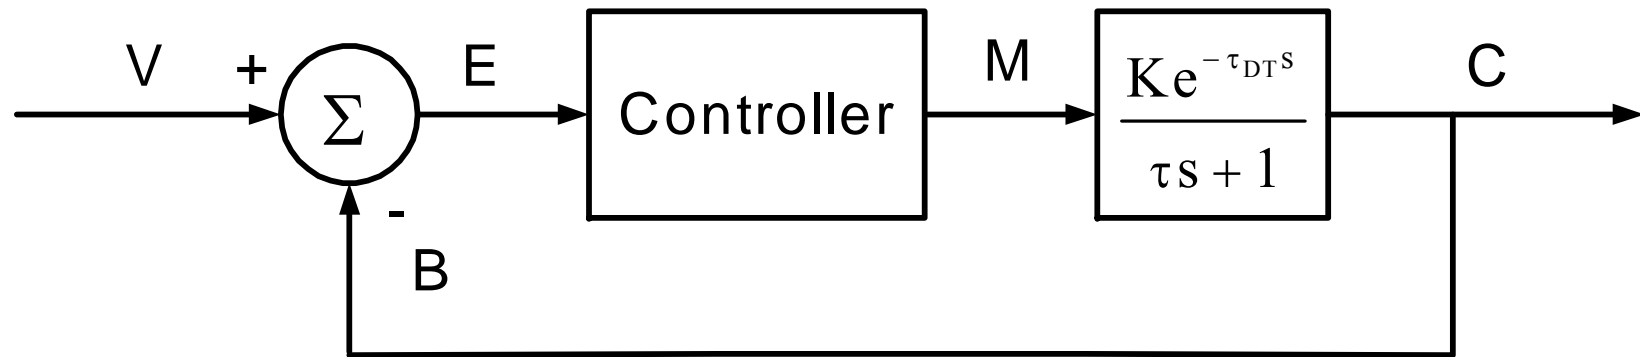 V
+
Σ
-
B
E
Controller
M
Ke^{-τ_{DT}s}
τs + 1
C